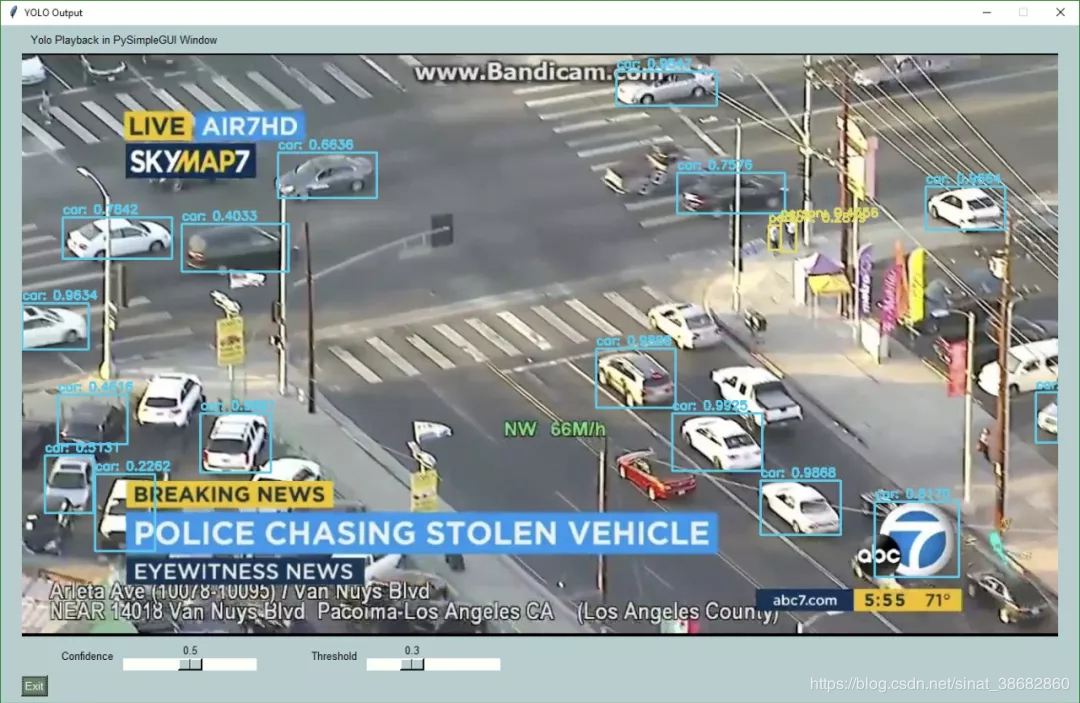 YOLO Output
Yolo Playback in PySimpleGUI Window
www.Bandicam.com
LIVE AIR7HD
SKYMAP7
car: 0.6636
car: 0.7576
car: 0.9564
car: 0.7842
car: 0.4033
car: 0.9634
car: 0.9925
car: 0.5131
car: 0.2262
car: 0.9868
NW 66M/h
BREAKING NEWS
POLICE CHASING STOLEN VEHICLE
EYEWITNESS NEWS
abc 7
Arleta Ave (10078-10095) / Van Nuys Blvd
NEAR 14018 Van Nuys Blvd Pacoima-Los Angeles CA (Los Angeles County)
abc7.com 5:55 71°
Confidence 0.5 Threshold 0.3
Exit
https://blog.csdn.net/sinat_38682860